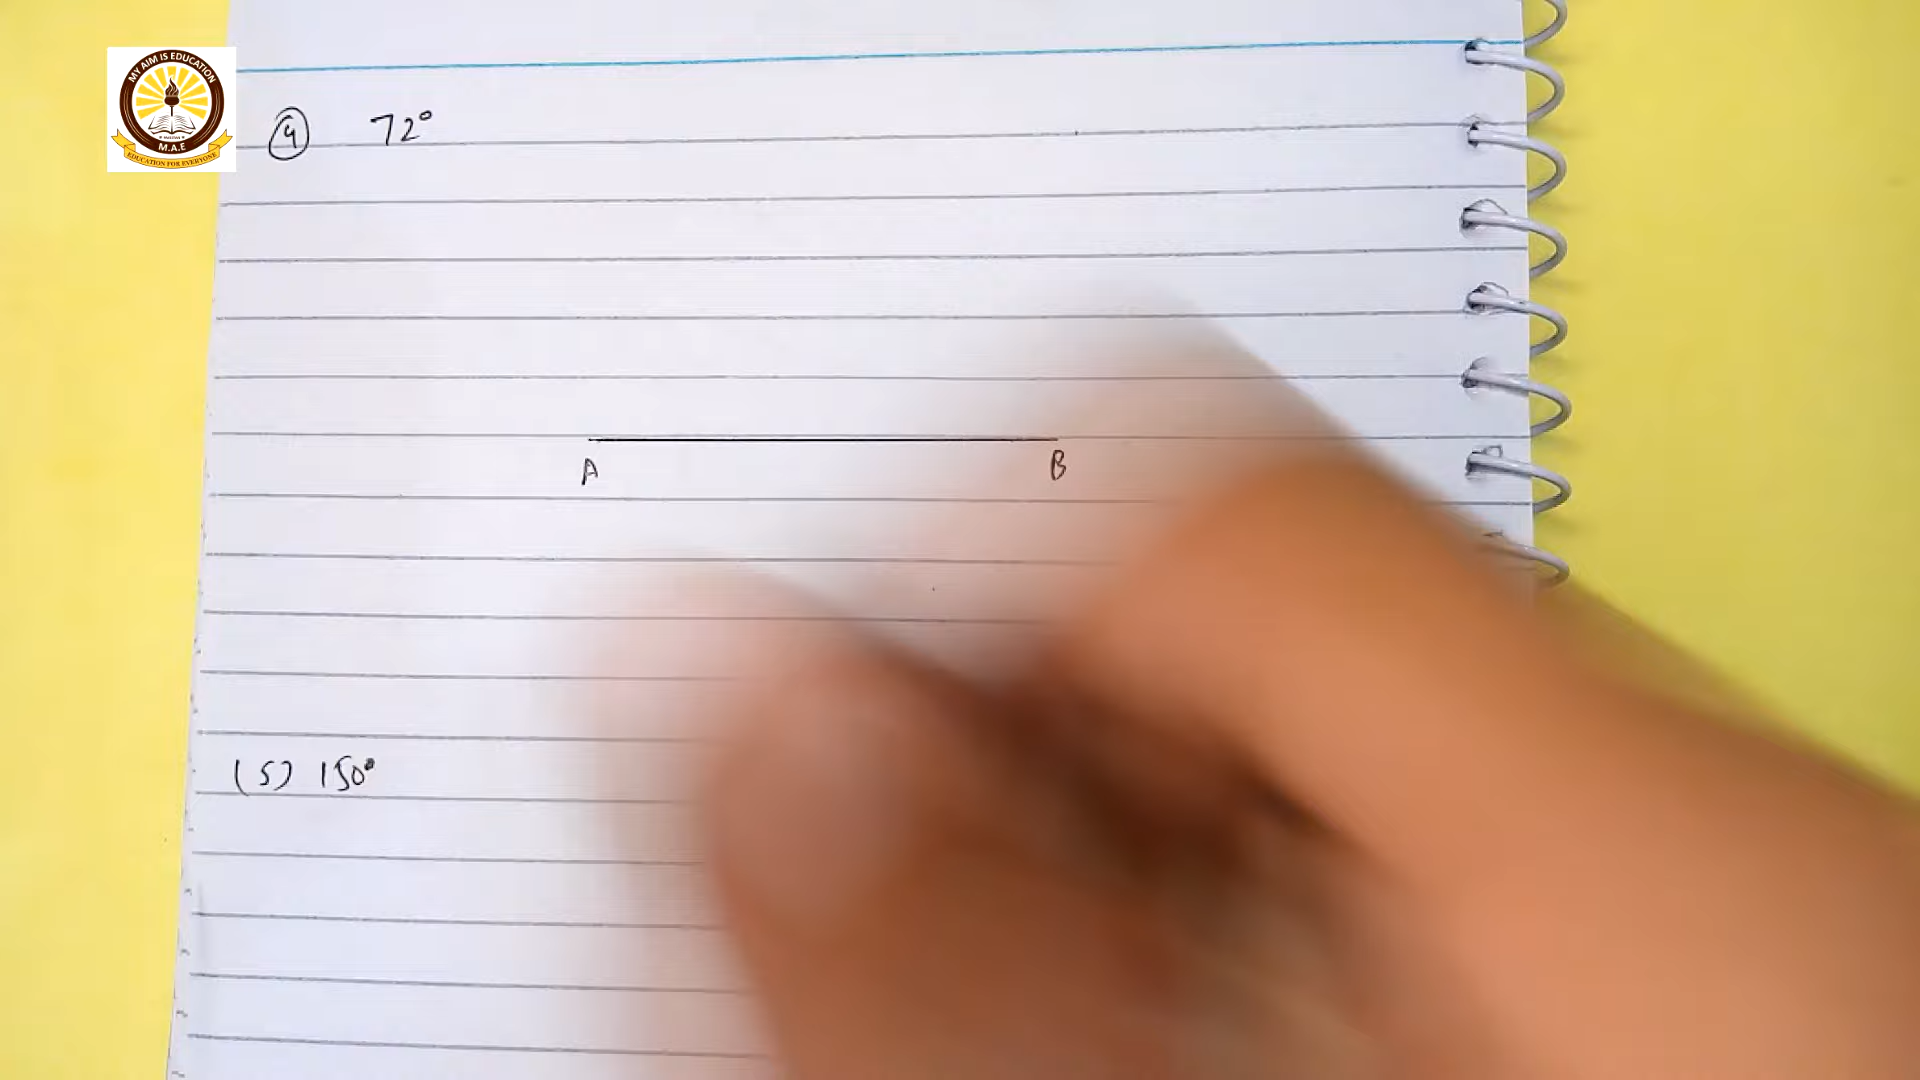 MY AIM IS EDUCATION
M.A.E
EDUCATION FOR EVERYONE
(4) 72°
A B
(5) 150°